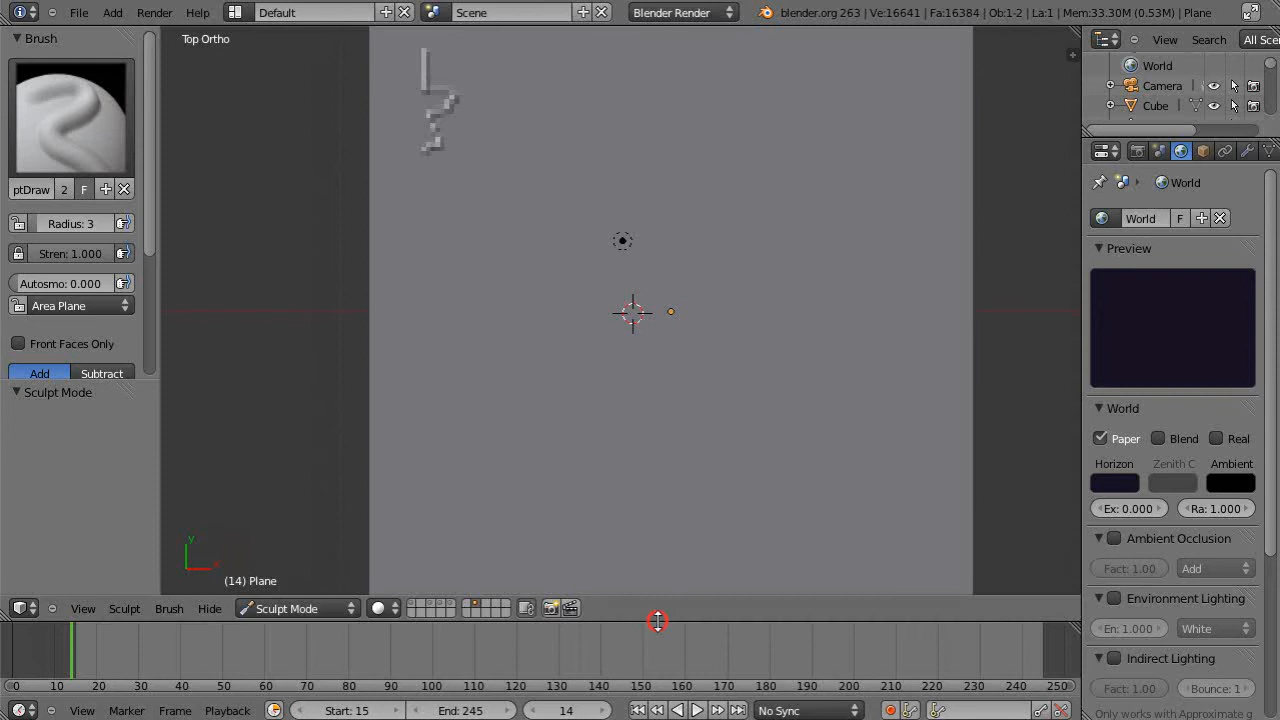 File Add Render Help Default Scene Blender Render blender.org 263 | Ve:16641 | Fa:16384 | Ob:1-2 | La:1 | Mem:33.30M (0.53M) | Plane
Brush
Top Ortho
View Search All Sce
World
Camera
Cube
World
ptDraw 2 F
World F
Radius: 3
Preview
Stren: 1.000
Autosmo: 0.000
Area Plane
Front Faces Only
Add Subtract
Sculpt Mode
World
Paper Blend Real
Horizon Zenith C Ambient
Ex: 0.000 Ra: 1.000
Ambient Occlusion
Fact: 1.00 Add
y
x
(14) Plane
Environment Lighting
View Sculpt Brush Hide Sculpt Mode
En: 1.000 White
Indirect Lighting
Fact: 1.00 Bounce: 1
0 10 20 30 40 50 60 70 80 90 100 110 120 130 140 150 160 170 180 190 200 210 220 230 240 250
View Marker Frame Playback Start: 15 End: 245 14 No Sync
Only works with Approximate g